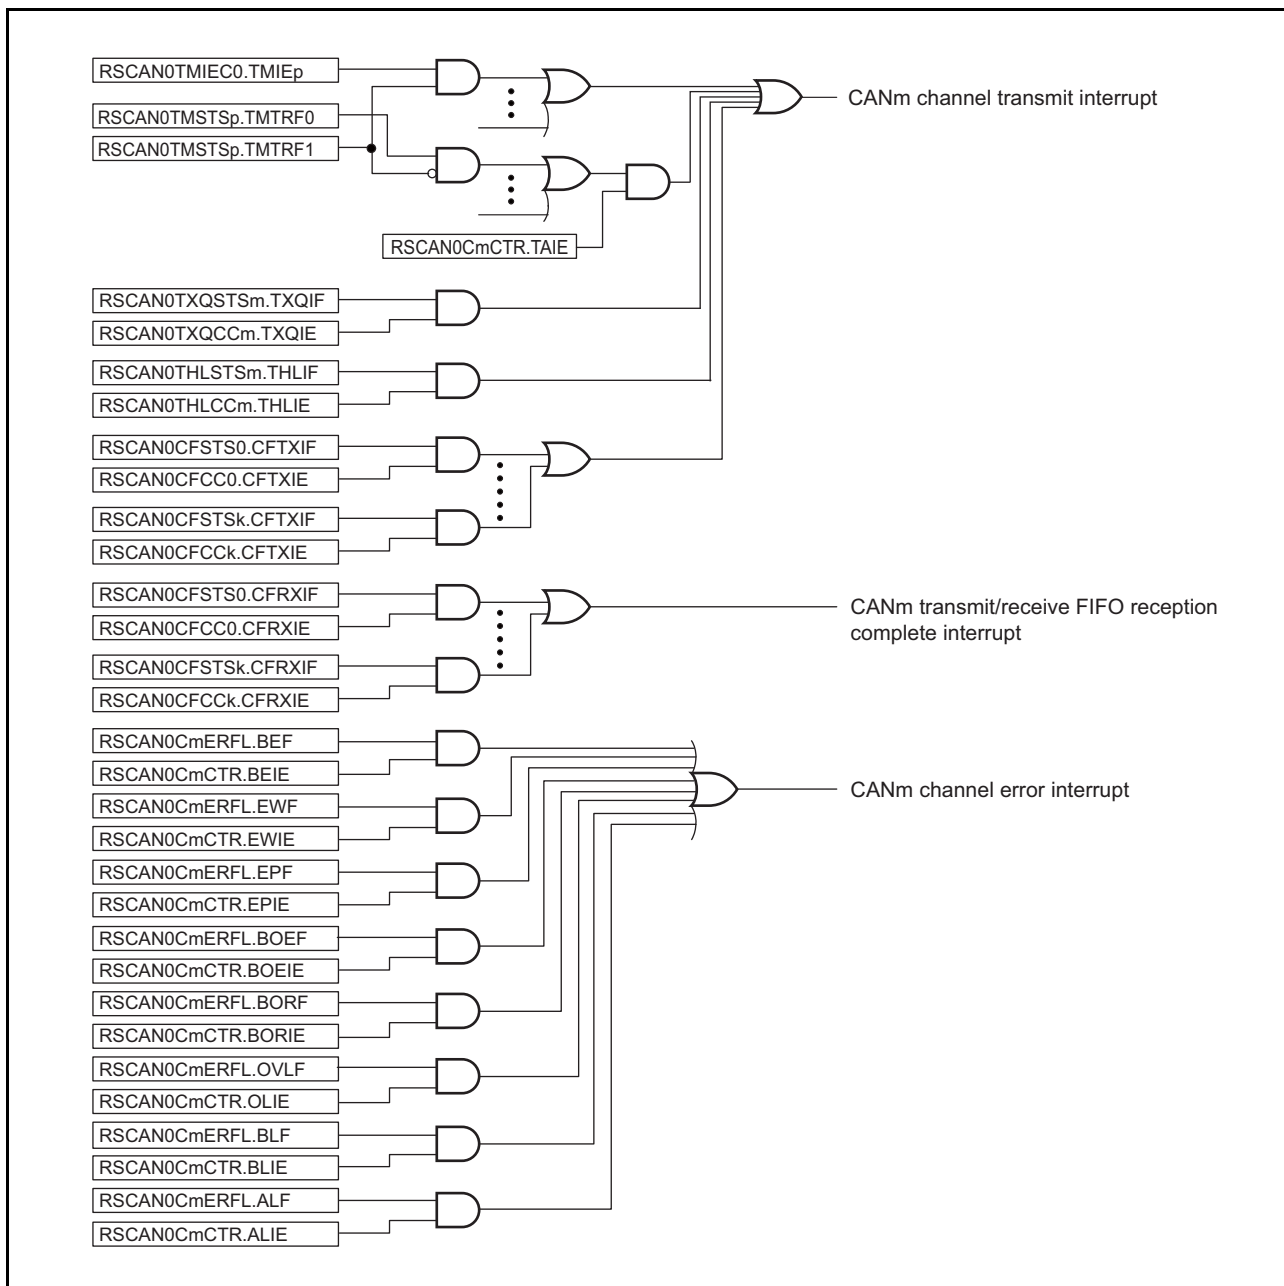 RSCAN0TMIEC0.TMIEp
CANm channel transmit interrupt
RSCAN0TMSTSp.TMTRF0
RSCAN0TMSTSp.TMTRF1
RSCAN0CmCTR.TAIE
RSCAN0TXQSTSm.TXQIF
RSCAN0TXQCCm.TXQIE
RSCAN0THLSTSm.THLIF
RSCAN0THLCCm.THLIE
RSCAN0CFSTS0.CFTXIF
RSCAN0CFCC0.CFTXIE
RSCAN0CFSTSk.CFTXIF
RSCAN0CFCCk.CFTXIE
RSCAN0CFSTS0.CFRXIF
RSCAN0CFCC0.CFRXIE
CANm transmit/receive FIFO reception
complete interrupt
RSCAN0CFSTSk.CFRXIF
RSCAN0CFCCk.CFRXIE
RSCAN0CmERFL.BEF
RSCAN0CmCTR.BEIE
CANm channel error interrupt
RSCAN0CmERFL.EWF
RSCAN0CmCTR.EWIE
RSCAN0CmERFL.EPF
RSCAN0CmCTR.EPIE
RSCAN0CmERFL.BOEF
RSCAN0CmCTR.BOEIE
RSCAN0CmERFL.BORF
RSCAN0CmCTR.BORIE
RSCAN0CmERFL.OVLF
RSCAN0CmCTR.OLIE
RSCAN0CmERFL.BLF
RSCAN0CmCTR.BLIE
RSCAN0CmERFL.ALF
RSCAN0CmCTR.ALIE